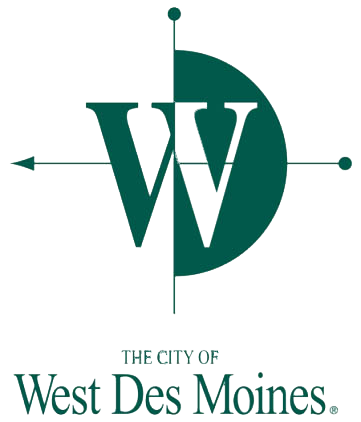 W
THE CITY OF
West Des Moines®